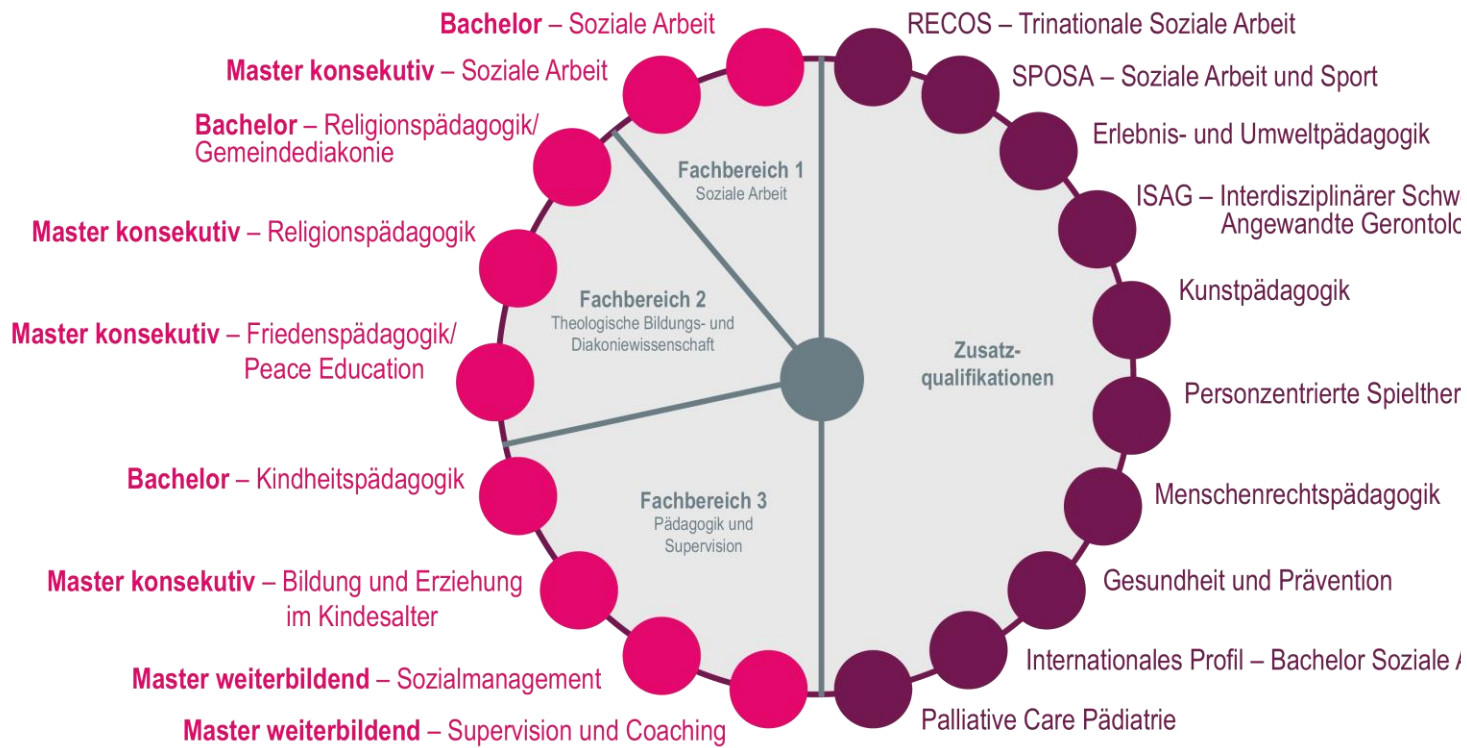 Bachelor – Soziale Arbeit
Master konsekutiv – Soziale Arbeit
Bachelor – Religionspädagogik/
Gemeindediakonie
Master konsekutiv – Religionspädagogik
Master konsekutiv – Friedenspädagogik/
Peace Education
Bachelor – Kindheitspädagogik
Master konsekutiv – Bildung und Erziehung
im Kindesalter
Master weiterbildend – Sozialmanagement
Master weiterbildend – Supervision und Coaching
Fachbereich 1
Soziale Arbeit
Fachbereich 2
Theologische Bildungs- und
Diakoniewissenschaft
Fachbereich 3
Pädagogik und
Supervision
Zusatz-
qualifikationen
RECOS – Trinationale Soziale Arbeit
SPOSA – Soziale Arbeit und Sport
Erlebnis- und Umweltpädagogik
ISAG – Interdisziplinärer
Angewandte
Kunstpädagogik
Personzentrierte
Menschenrechtspädagogik
Gesundheit und Prävention
Internationales Profil – Bachelor Soziale
Palliative Care Pädiatrie